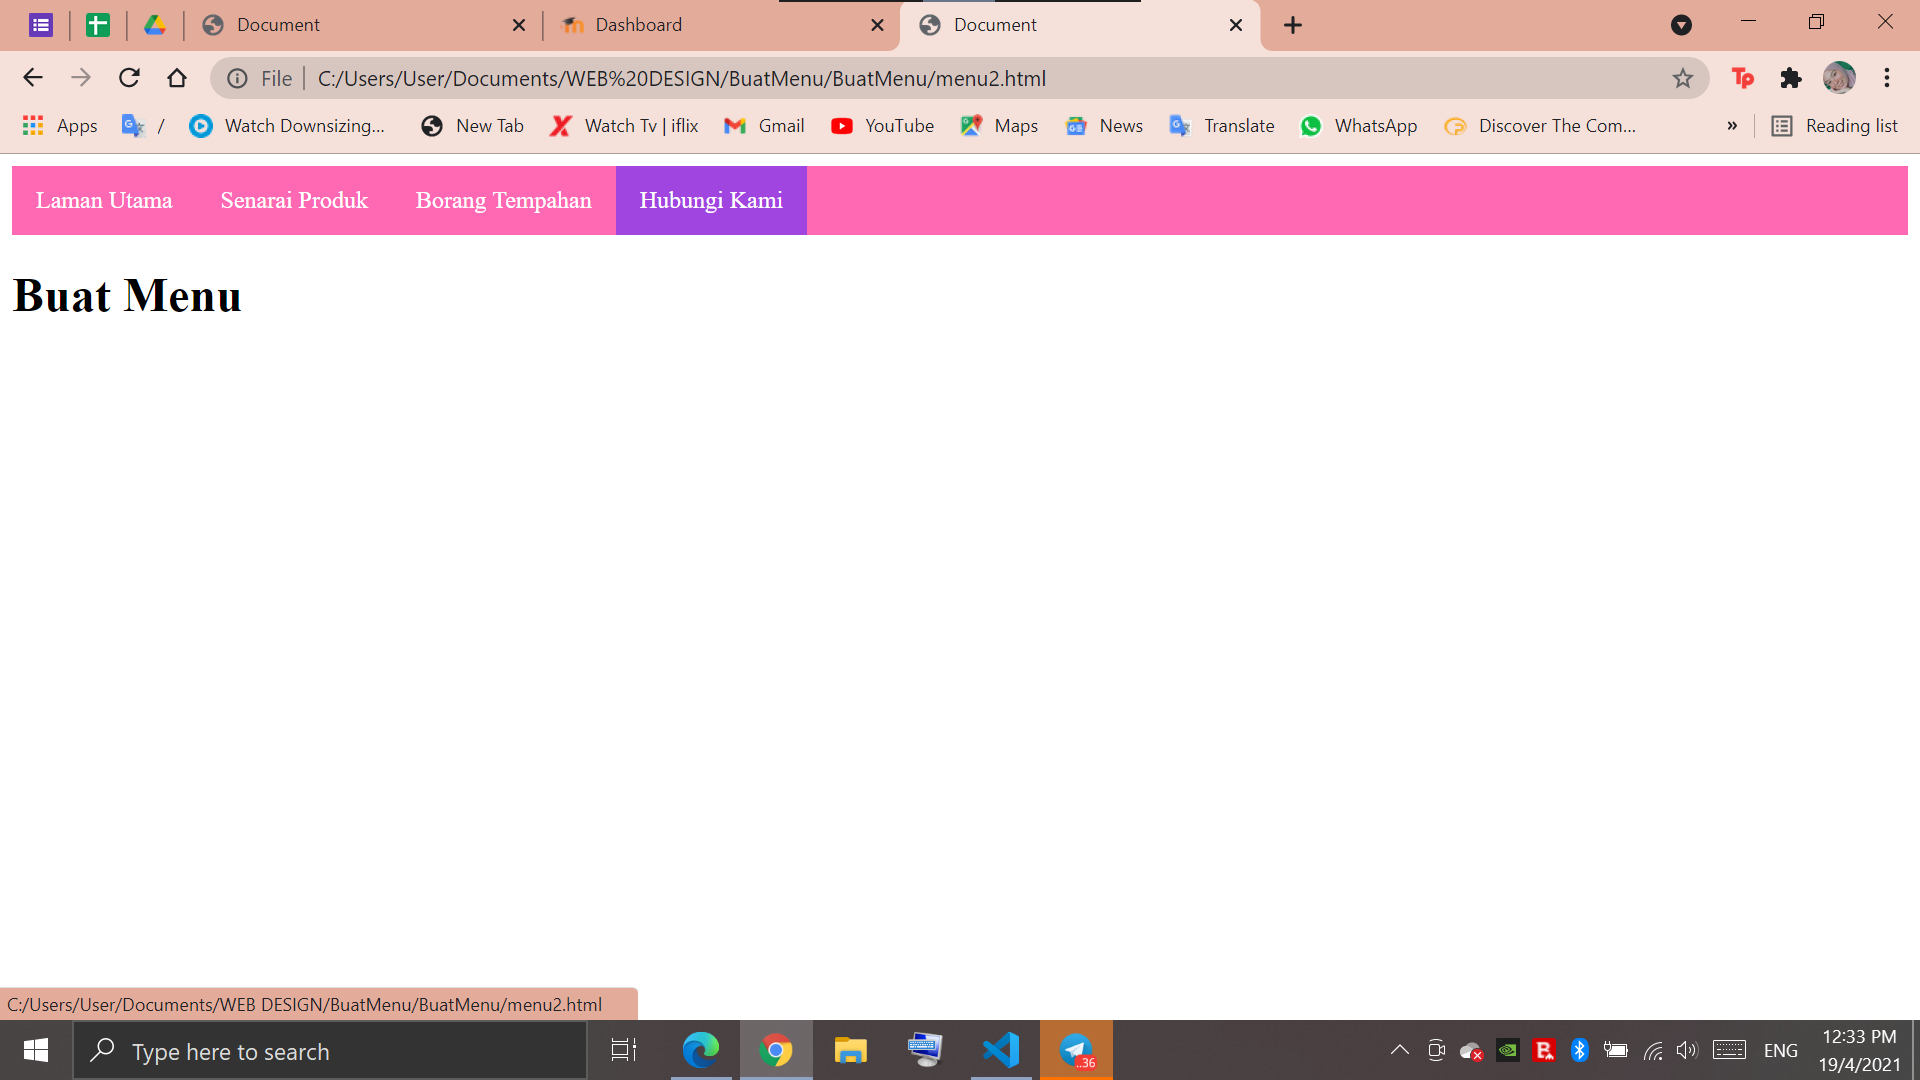 Document
Dashboard
Document
File
C:/Users/User/Documents/WEB%20DESIGN/BuatMenu/BuatMenu/menu2.html
Tp
Apps
/
Watch Downsizing...
New Tab
Watch Tv | iflix
Gmail
YouTube
Maps
News
Translate
WhatsApp
Discover The Com...
»
Reading list
Laman Utama
Senarai Produk
Borang Tempahan
Hubungi Kami
Buat Menu
C:/Users/User/Documents/WEB DESIGN/BuatMenu/BuatMenu/menu2.html
Type here to search
..36
ENG
12:33 PM
19/4/2021